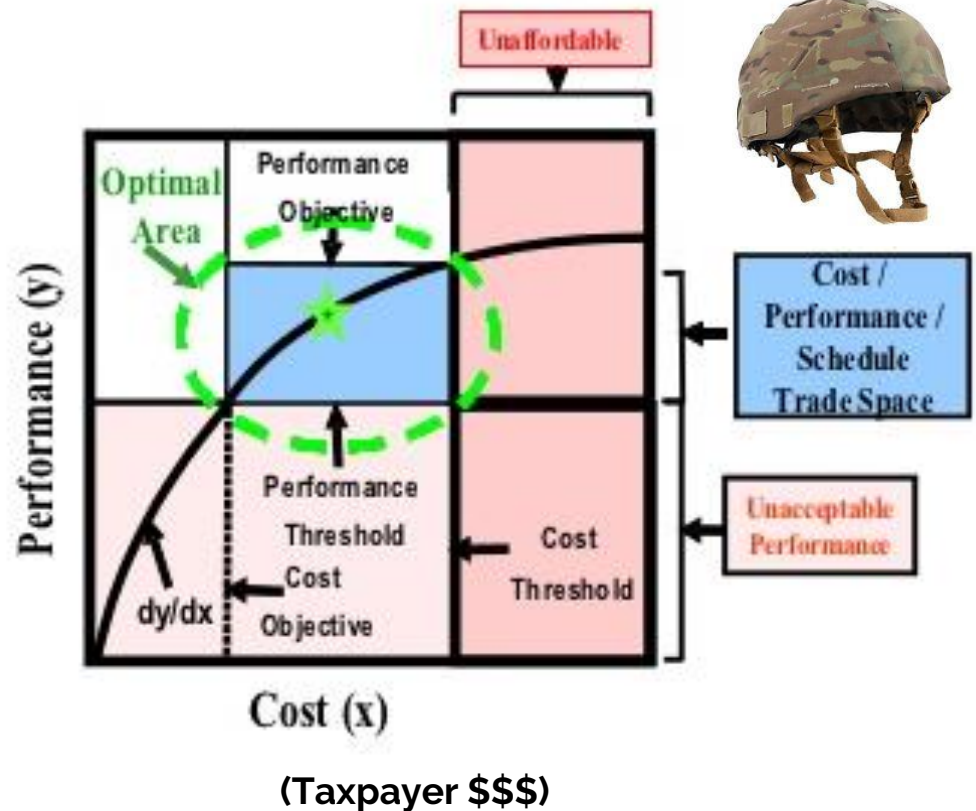 Unaffordable
Optimal
Area
Performance
Objective
Performance (y)
Cost /
Performance /
Schedule
Trade Space
Performance
Threshold
Cost
Objective
Cost
Threshold
Unacceptable
Performance
dy/dx
Cost (x)
(Taxpayer $$$)